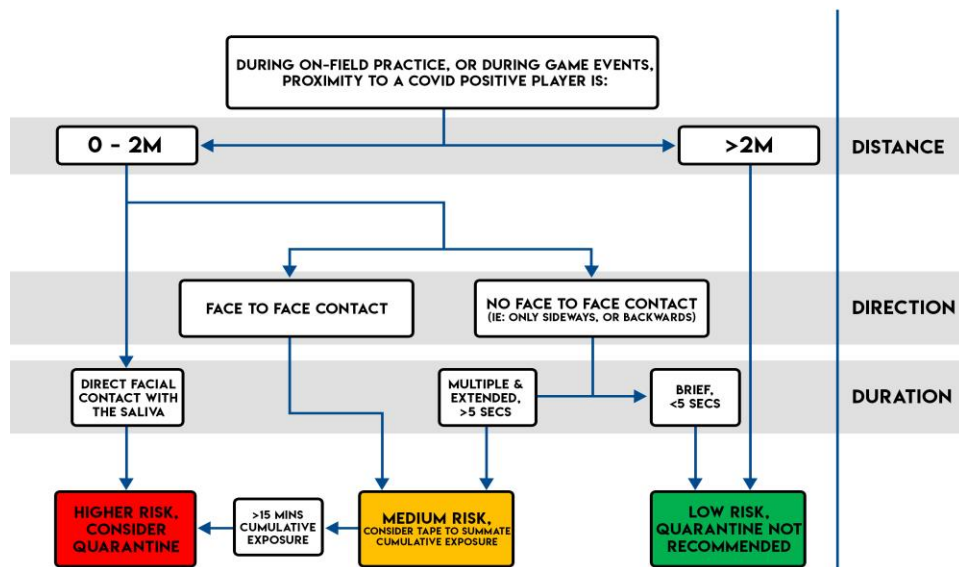 DURING ON-FIELD PRACTICE, OR DURING GAME EVENTS,
PROXIMITY TO A COVID POSITIVE PLAYER IS:
0 - 2M
>2M
DISTANCE
FACE TO FACE CONTACT
NO FACE TO FACE CONTACT
(IE: ONLY SIDEWAYS, OR BACKWARDS)
DIRECTION
DIRECT FACIAL
CONTACT WITH
THE SALIVA
MULTIPLE &
EXTENDED,
>5 SECS
BRIEF,
<5 SECS
DURATION
HIGHER RISK,
CONSIDER
QUARANTINE
>15 MINS
CUMULATIVE
EXPOSURE
MEDIUM RISK,
CONSIDER TAPE TO SUMMATE
CUMULATIVE EXPOSURE
LOW RISK,
QUARANTINE NOT
RECOMMENDED